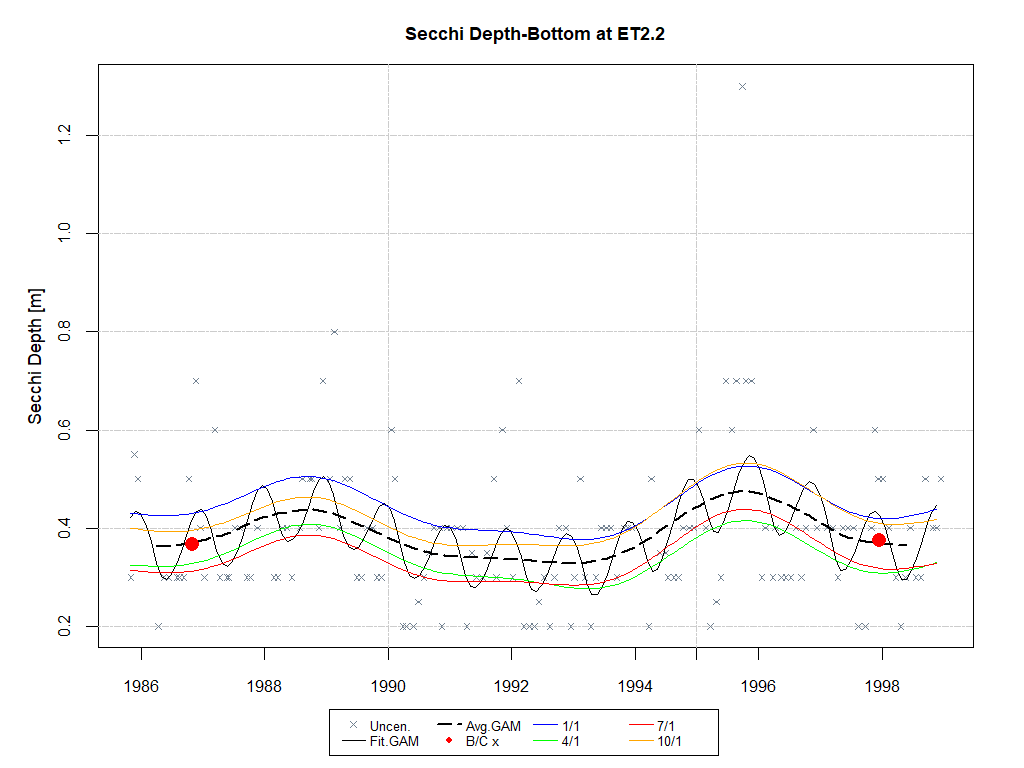 Secchi Depth-Bottom at ET2.2
Secchi Depth [m]
1.2
1.0
0.8
0.6
0.4
0.2
1986 1988 1990 1992 1994 1996 1998
Uncen. Avg.GAM 1/1 7/1
Fit.GAM B/C x 4/1 10/1